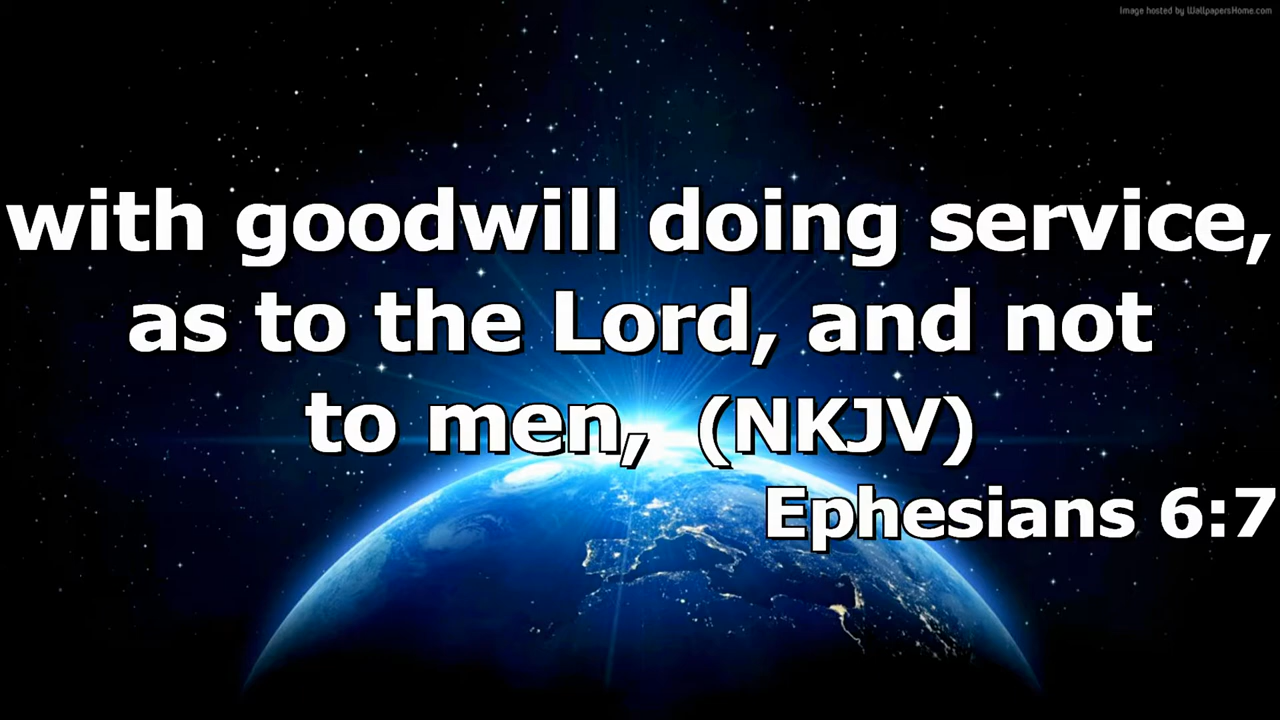 Image hosted by WallpapersHome.com
with goodwill doing service,
as to the Lord, and not
to men, (NKJV)
Ephesians 6:7